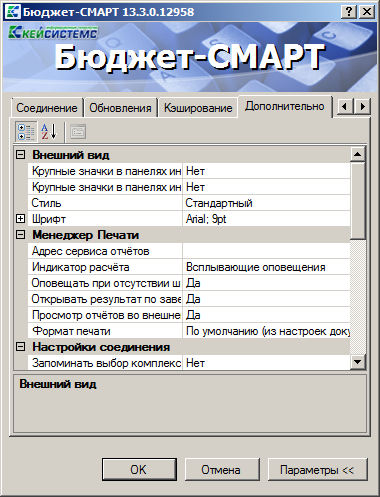 Бюджет-СМАРТ 13.3.0.12958
КЕЙСИСТЕМС
Бюджет-СМАРТ
Соединение Обновления Кэширование Дополнительно
Внешний вид
Крупные значки в панелях ин Нет
Крупные значки в панелях ин Нет
Стиль Стандартный
Шрифт Arial; 9pt
Менеджер Печати
Адрес сервиса отчётов
Индикатор расчёта Всплывающие оповещения
Оповещать при отсутствии ш Да
Открывать результат по заве Да
Просмотр отчётов во внешне Да
Формат печати По умолчанию (из настроек доку
Настройки соединения
Запоминать выбор комплекс Нет
Внешний вид
OK Отмена Параметры <<